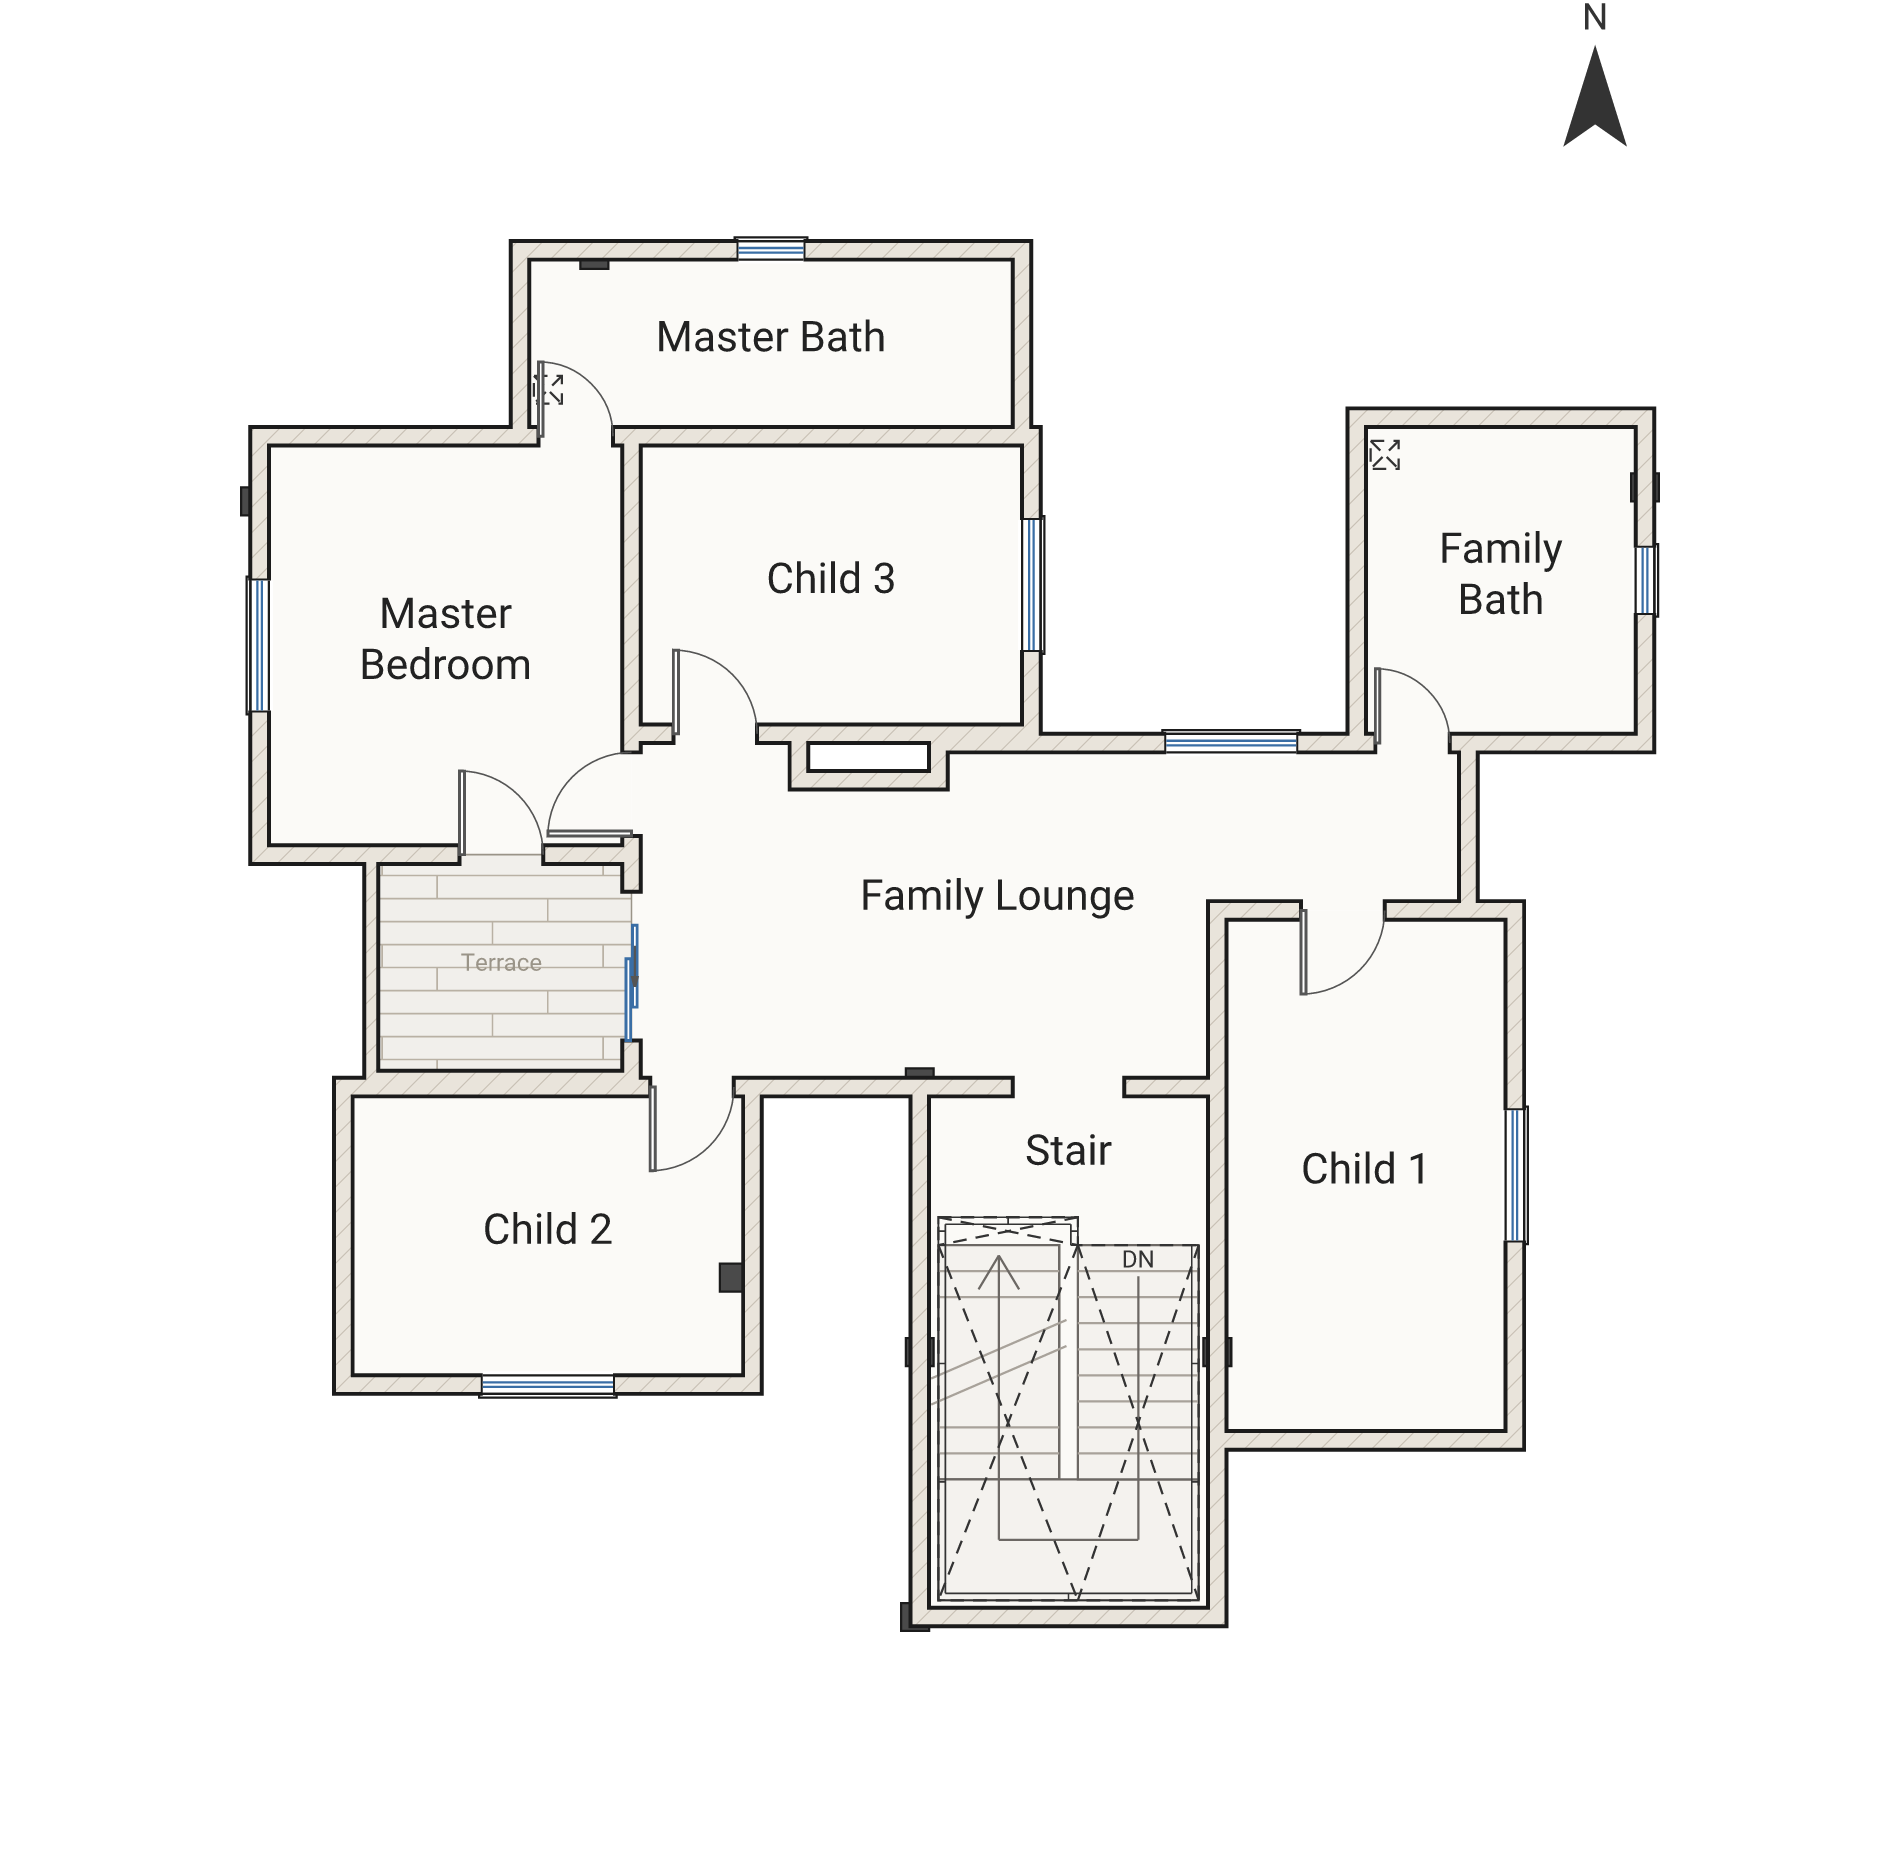 N
Master Bath
Family
Bath
Child 3
Master
Bedroom
Family Lounge
Terrace
Stair
Child 1
Child 2
DN